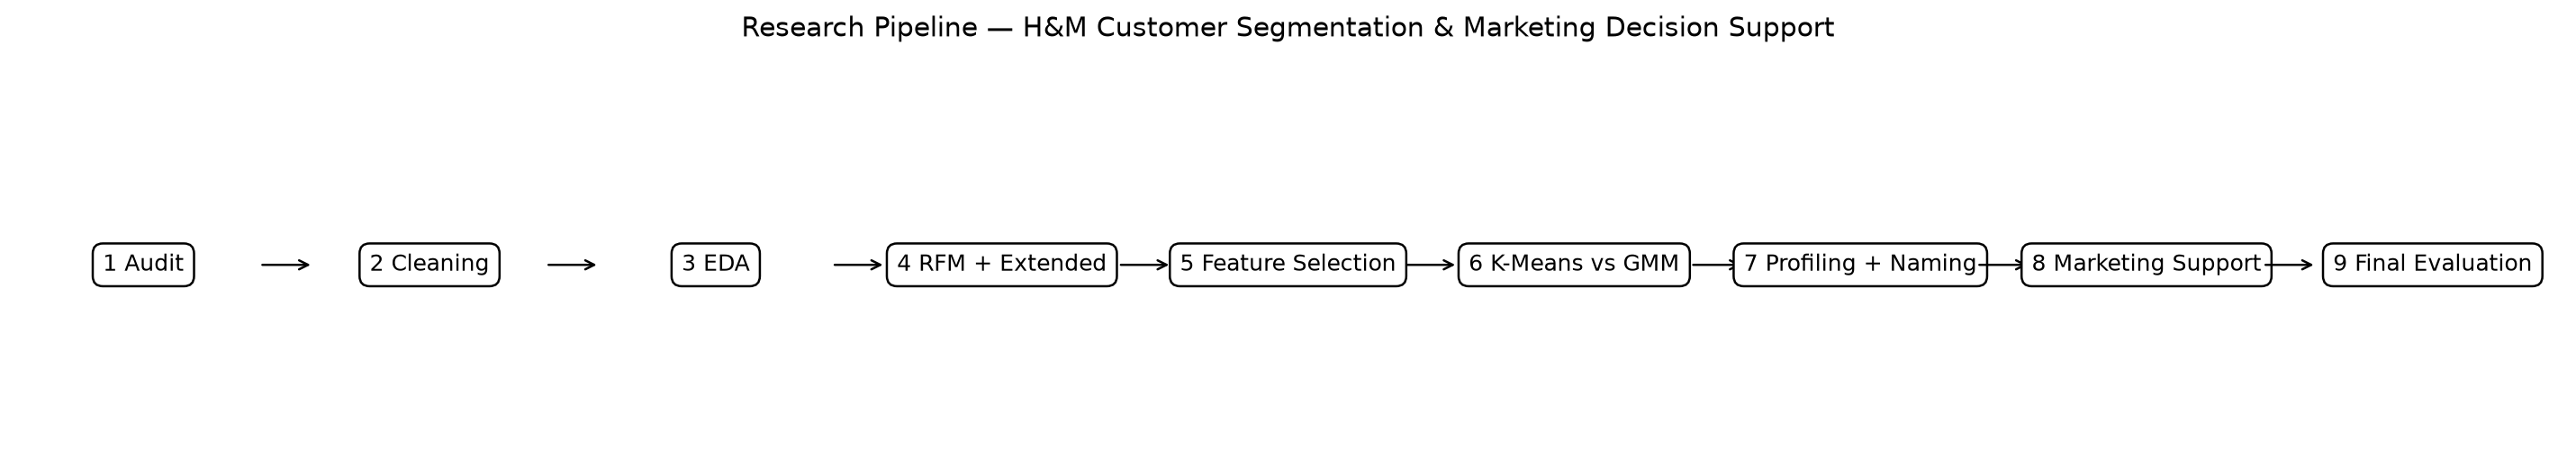 Research Pipeline — H&M Customer Segmentation & Marketing Decision Support
1 Audit
2 Cleaning
3 EDA
4 RFM + Extended
5 Feature Selection
6 K-Means vs GMM
7 Profiling + Naming
8 Marketing Support
9 Final Evaluation